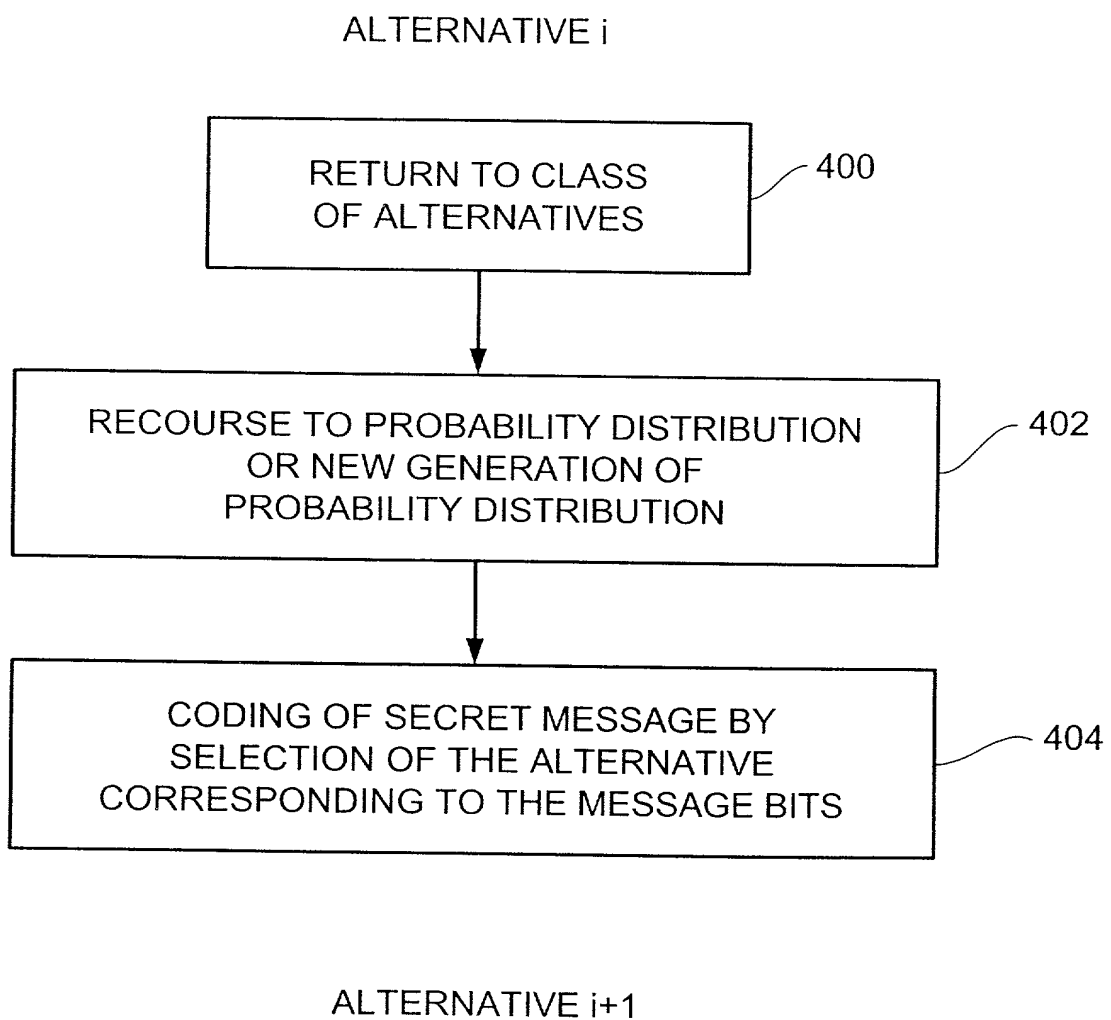 ALTERNATIVE i
RETURN TO CLASS
OF ALTERNATIVES
400
RECOURSE TO PROBABILITY DISTRIBUTION
OR NEW GENERATION OF
PROBABILITY DISTRIBUTION
402
CODING OF SECRET MESSAGE BY
SELECTION OF THE ALTERNATIVE
CORRESPONDING TO THE MESSAGE BITS
404
ALTERNATIVE i+1